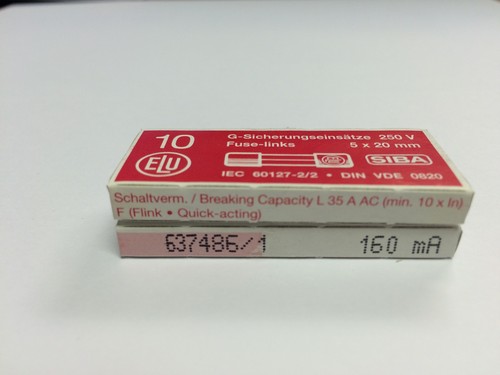 10 G-Sicherungseinsätze 250 V
Fuse-links 5 x 20 mm
ELU SIBA
IEC 60127-2/2 • DIN VDE 0820
Schaltverm. / Breaking Capacity L 35 A AC (min. 10 x In)
F (Flink • Quick-acting)
637486/1 160 mA